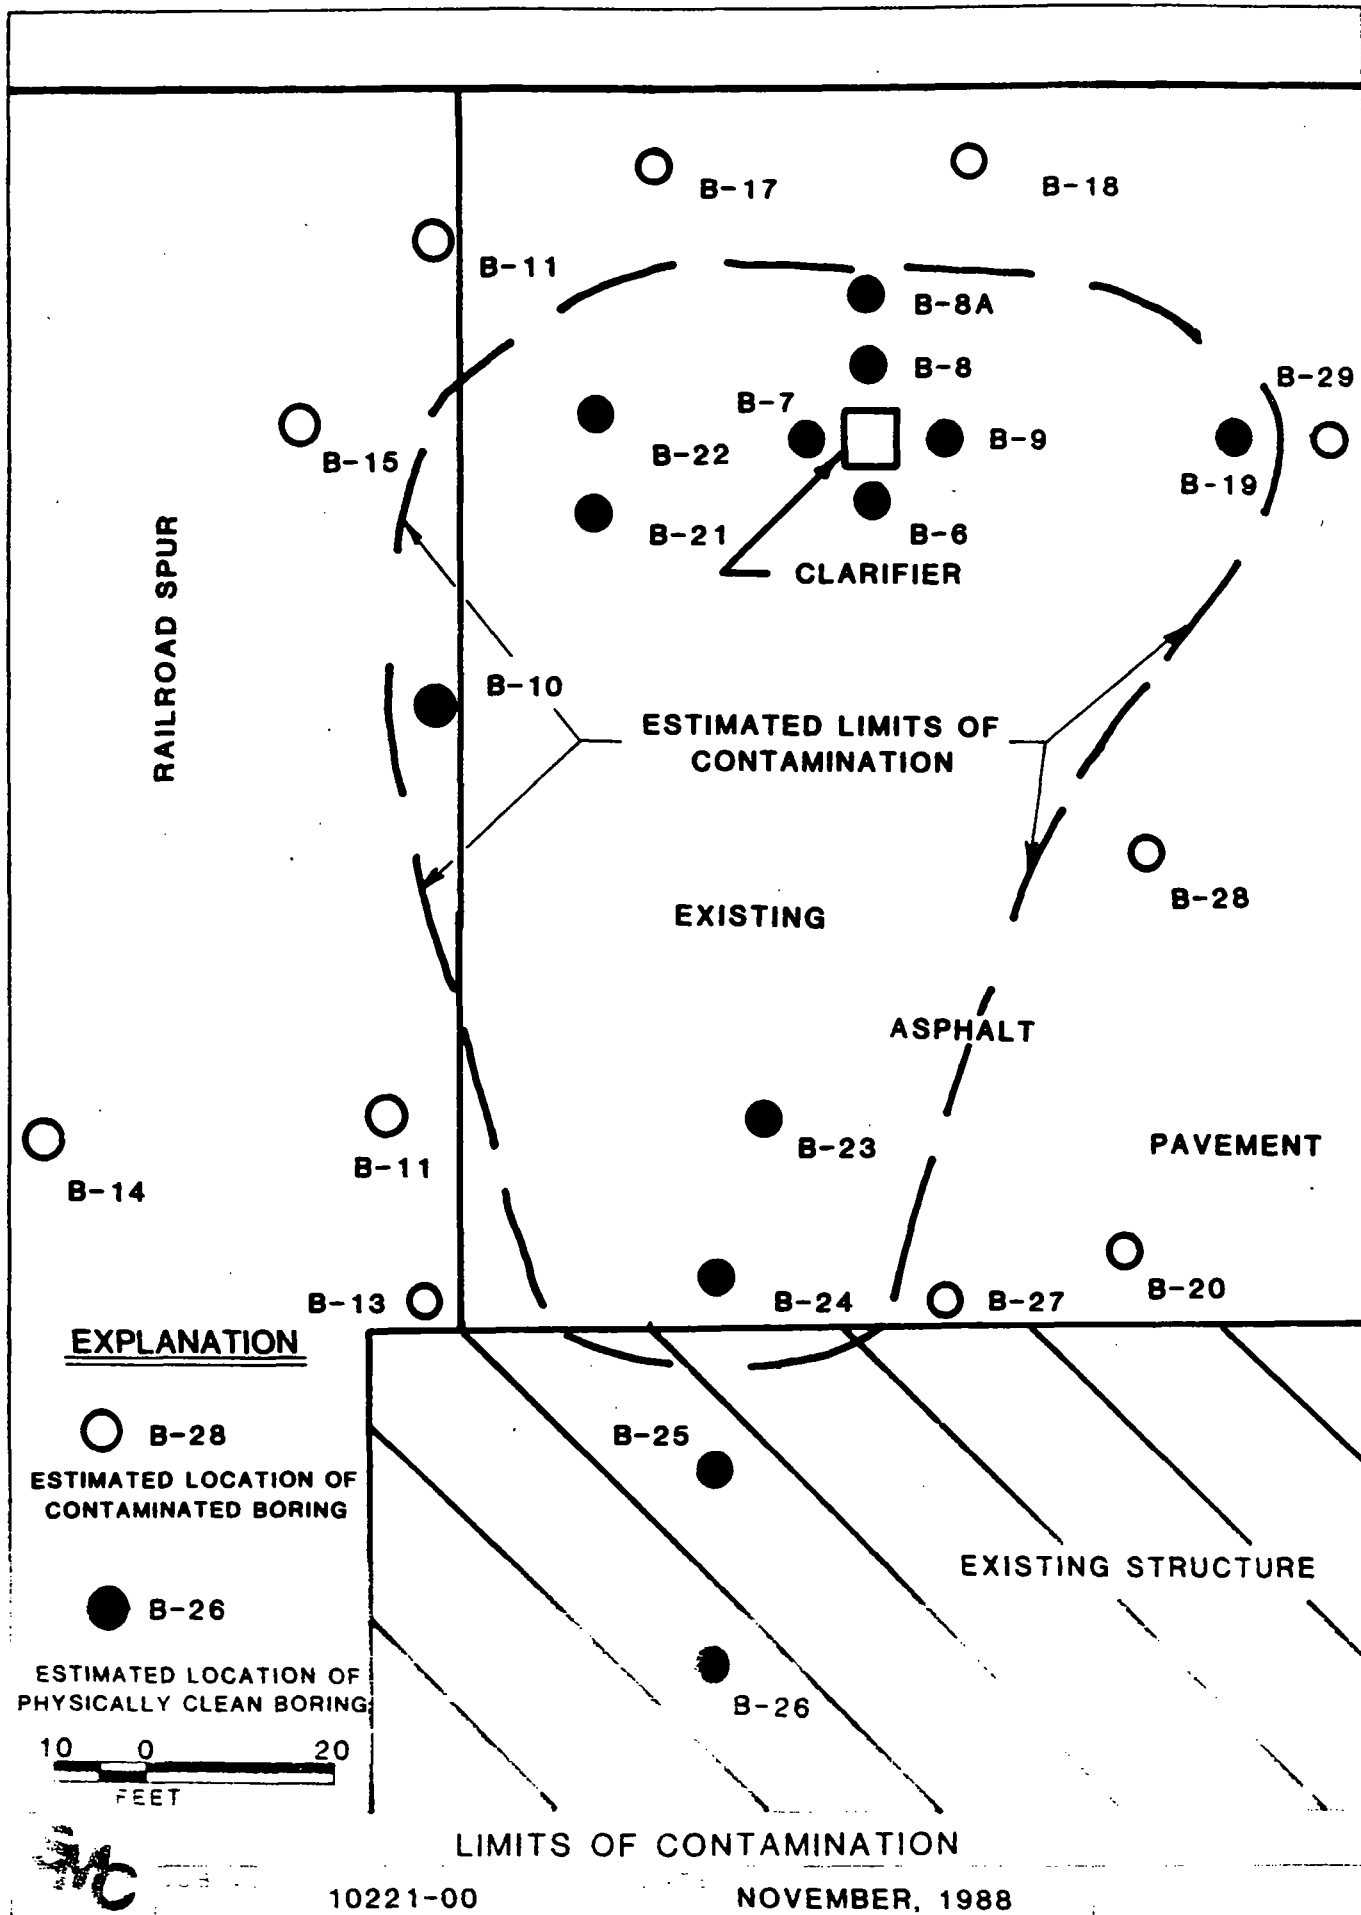 B-17
B-18
B-11
B-8A
B-8
B-29
B-7
B-9
B-15
B-22
B-19
B-21
B-6
CLARIFIER
RAILROAD SPUR
B-10
ESTIMATED LIMITS OF
CONTAMINATION
B-28
EXISTING
ASPHALT
B-23
PAVEMENT
B-11
B-14
B-20
B-13
B-24
B-27
EXPLANATION
B-28
ESTIMATED LOCATION OF
CONTAMINATED BORING
B-25
EXISTING STRUCTURE
B-26
ESTIMATED LOCATION OF
PHYSICALLY CLEAN BORING
B-26
10 0 20
FEET
LIMITS OF CONTAMINATION
10221-00
NOVEMBER, 1988